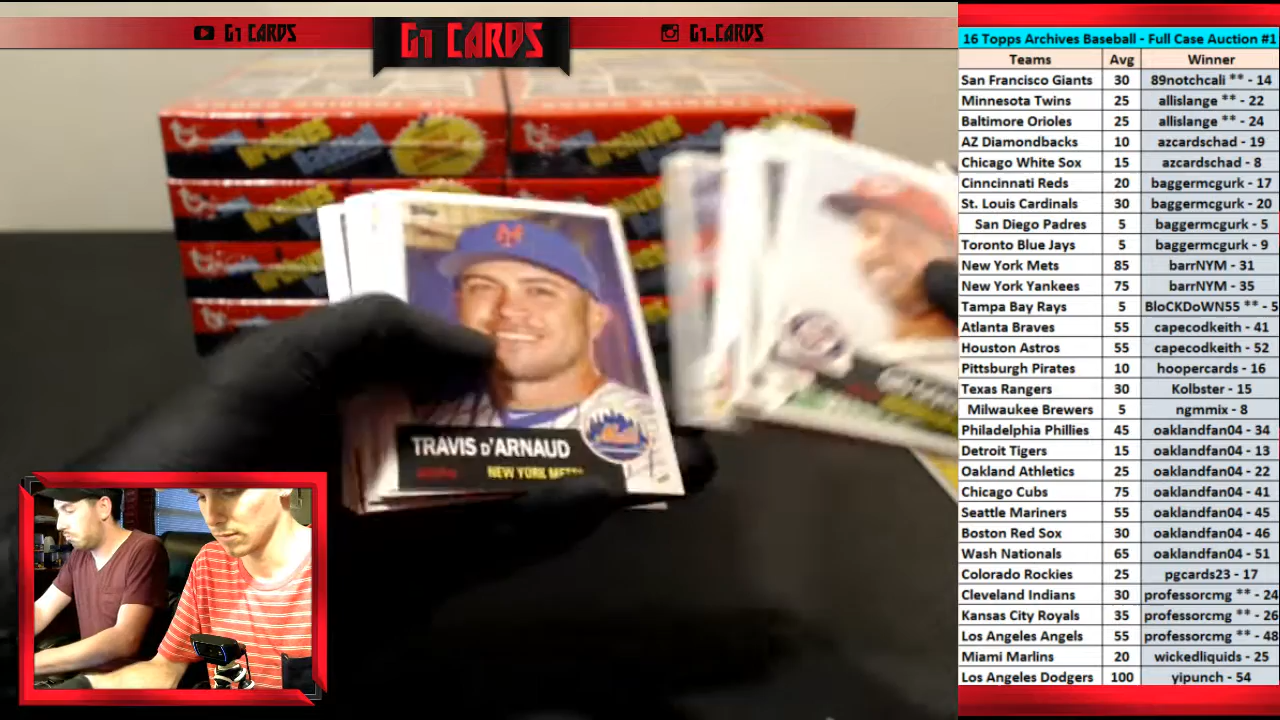 G1 CARDS
G1 CARDS
G1_CARDS
TRAVIS d'ARNAUD
NEW YORK METS
Mets
16 Topps Archives Baseball - Full Case Auction #1
Teams Avg Winner
San Francisco Giants 30 89notchcali ** - 14
Minnesota Twins 25 allislange ** - 22
Baltimore Orioles 25 allislange ** - 24
AZ Diamondbacks 10 azcardschad - 19
Chicago White Sox 15 azcardschad - 8
Cinncinnati Reds 20 baggermcgurk - 17
St. Louis Cardinals 30 baggermcgurk - 20
San Diego Padres 5 baggermcgurk - 5
Toronto Blue Jays 5 baggermcgurk - 9
New York Mets 85 barrNYM - 31
New York Yankees 75 barrNYM - 35
Tampa Bay Rays 5 BloCKDoWN55 ** - 5
Atlanta Braves 55 capecodkeith - 41
Houston Astros 55 capecodkeith - 52
Pittsburgh Pirates 10 hoopercards - 16
Texas Rangers 30 Kolbster - 15
Milwaukee Brewers 5 ngmmix - 8
Philadelphia Phillies 45 oaklandfan04 - 34
Detroit Tigers 15 oaklandfan04 - 13
Oakland Athletics 25 oaklandfan04 - 22
Chicago Cubs 75 oaklandfan04 - 41
Seattle Mariners 55 oaklandfan04 - 45
Boston Red Sox 30 oaklandfan04 - 46
Wash Nationals 65 oaklandfan04 - 51
Colorado Rockies 25 pgcards23 - 17
Cleveland Indians 30 professorcmg ** - 24
Kansas City Royals 35 professorcmg ** - 26
Los Angeles Angels 55 professorcmg ** - 48
Miami Marlins 20 wickedliquids - 25
Los Angeles Dodgers 100 yipunch - 54